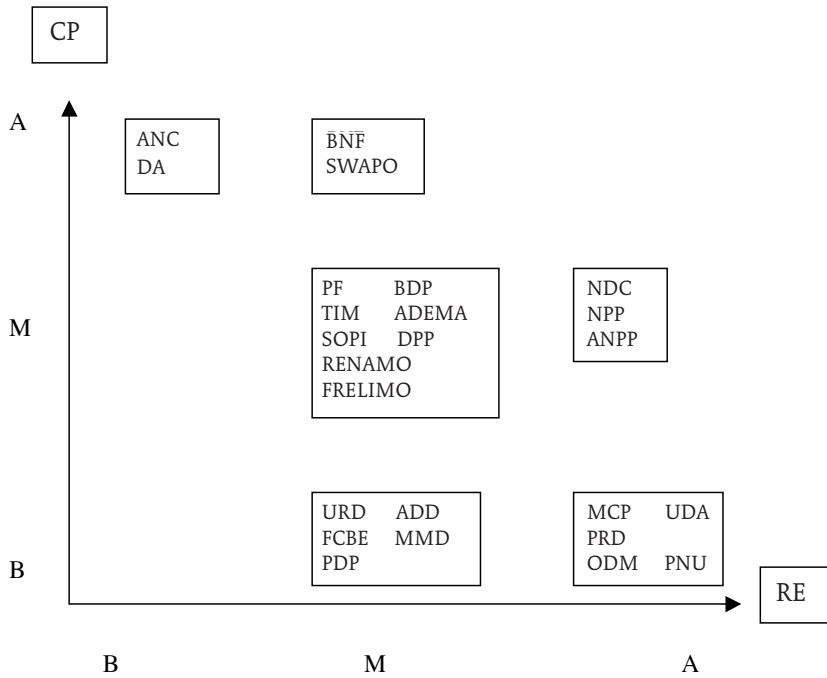 CP
A
ANC
DA
BNF
SWAPO
M
PF BDP
TIM ADEMA
SOPI DPP
RENAMO
FRELIMO
NDC
NPP
ANPP
B
URD ADD
FCBE MMD
PDP
MCP UDA
PRD
ODM PNU
RE
B M A